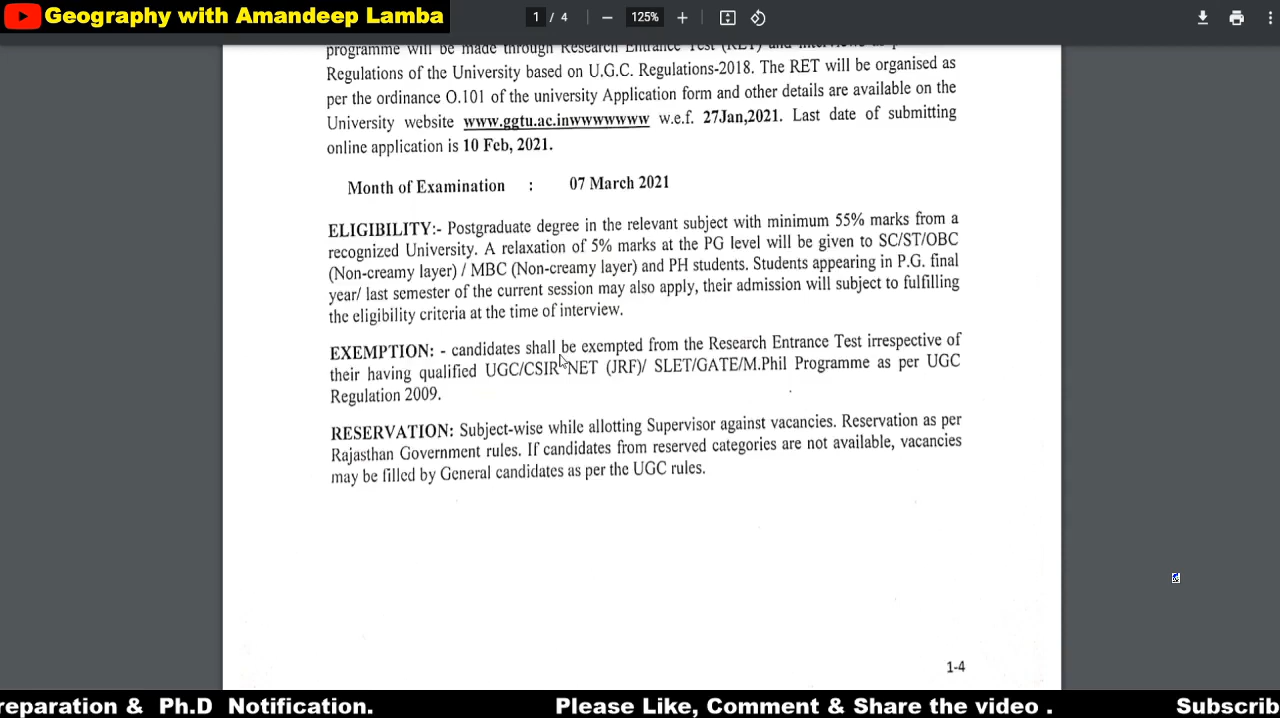 Geography with Amandeep Lamba
1 / 4
125%
programme will be made through Research Entrance Test (RET) and
Regulations of the University based on U.G.C. Regulations-2018. The RET will be organised as
per the ordinance O.101 of the university Application form and other details are available on the
University website www.ggtu.ac.inwwwwwww w.e.f. 27Jan,2021. Last date of submitting
online application is 10 Feb, 2021.
Month of Examination : 07 March 2021
ELIGIBILITY:- Postgraduate degree in the relevant subject with minimum 55% marks from a
recognized University. A relaxation of 5% marks at the PG level will be given to SC/ST/OBC
(Non-creamy layer) / MBC (Non-creamy layer) and PH students. Students appearing in P.G. final
year/ last semester of the current session may also apply, their admission will subject to fulfilling
the eligibility criteria at the time of interview.
EXEMPTION: - candidates shall be exempted from the Research Entrance Test irrespective of
their having qualified UGC/CSIR NET (JRF)/ SLET/GATE/M.Phil Programme as per UGC
Regulation 2009.
RESERVATION: Subject-wise while allotting Supervisor against vacancies. Reservation as per
Rajasthan Government rules. If candidates from reserved categories are not available, vacancies
may be filled by General candidates as per the UGC rules.
1-4
reparation & Ph.D Notification. Please Like, Comment & Share the video . Subscrib